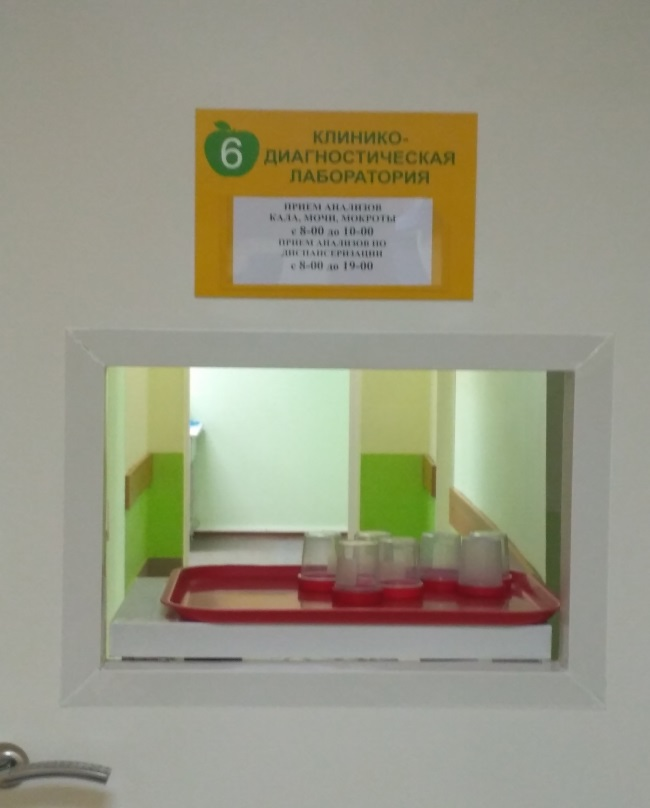 6
КЛИНИКО-
ДИАГНОСТИЧЕСКАЯ
ЛАБОРАТОРИЯ
ПРИЕМ АНАЛИЗОВ
КАЛА, МОЧИ, МОКРОТЫ
с 8-00 до 10-00
ПРИЕМ АНАЛИЗОВ ПО
ДИСПАНСЕРИЗАЦИИ
с 8-00 до 19-00